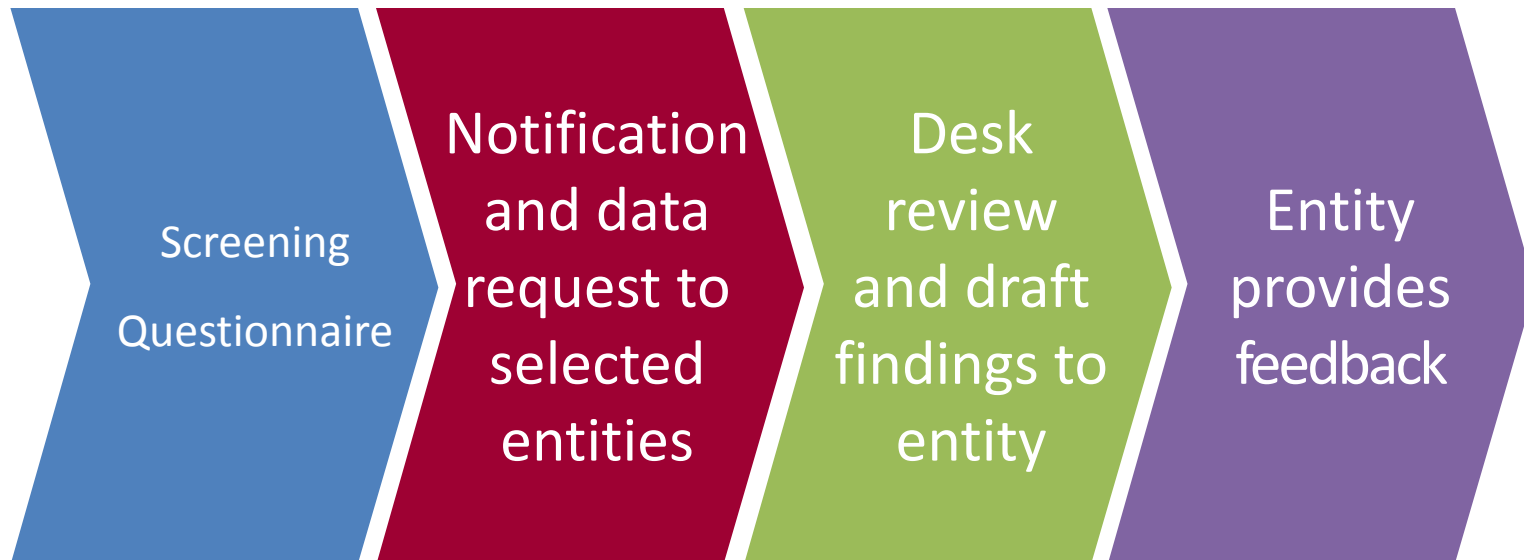 Screening
Questionnaire
Notification
and data
request to
selected
entities
Desk
review
and draft
findings to
entity
Entity
provides
feedback